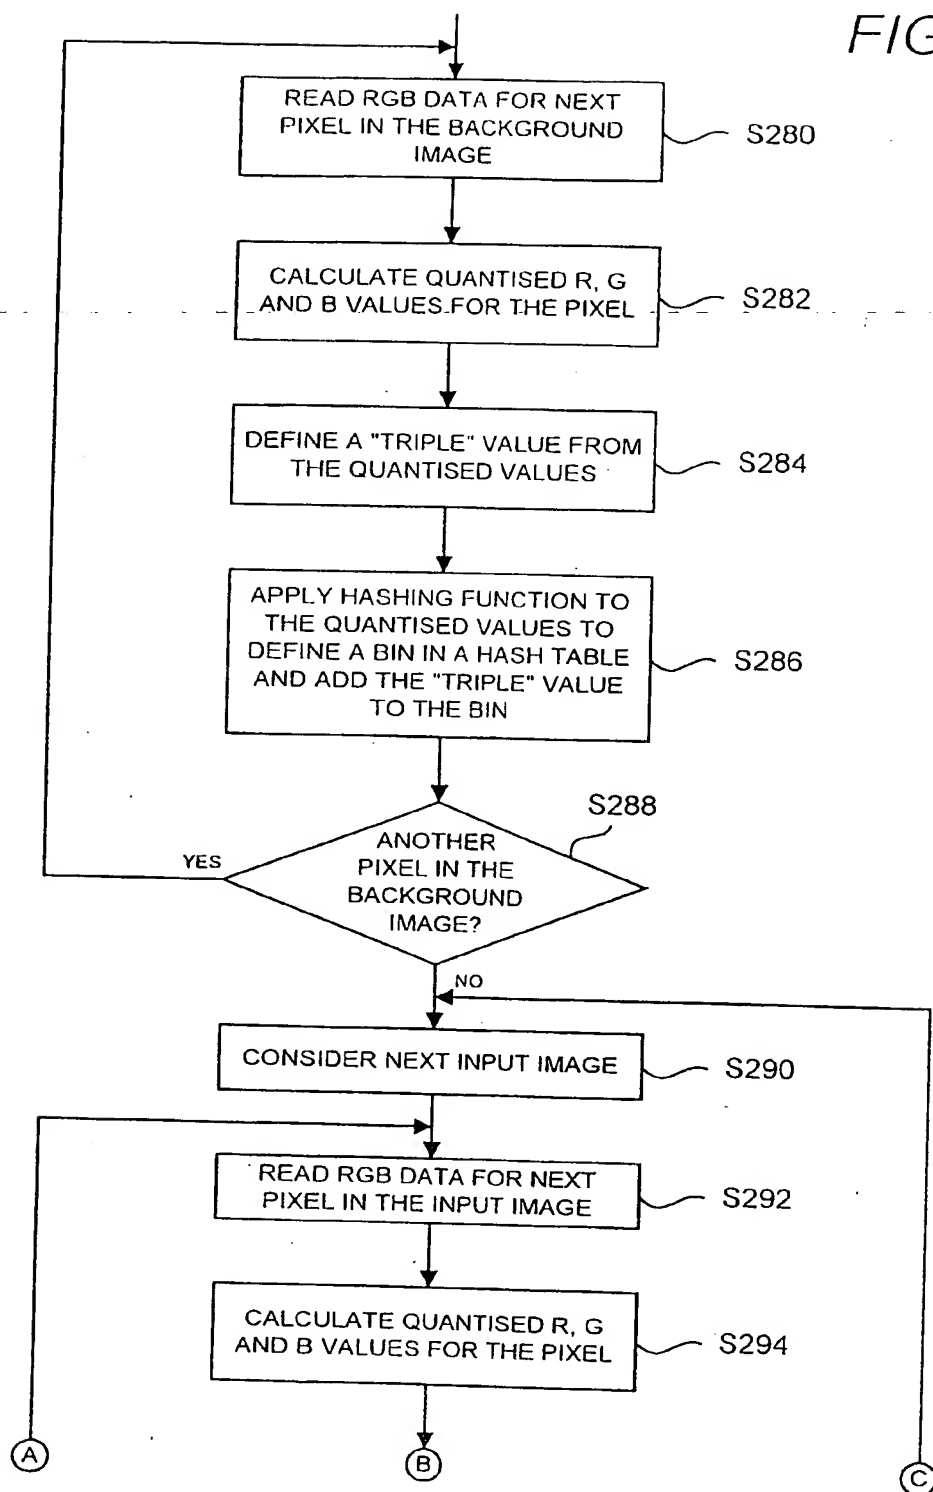 FIG
READ RGB DATA FOR NEXT
PIXEL IN THE BACKGROUND
IMAGE
S280
CALCULATE QUANTISED R, G
AND B VALUES FOR THE PIXEL
S282
DEFINE A "TRIPLE" VALUE FROM
THE QUANTISED VALUES
S284
APPLY HASHING FUNCTION TO
THE QUANTISED VALUES TO
DEFINE A BIN IN A HASH TABLE
AND ADD THE "TRIPLE" VALUE
TO THE BIN
S286
S288
ANOTHER
PIXEL IN THE
BACKGROUND
IMAGE?
YES
NO
CONSIDER NEXT INPUT IMAGE
S290
READ RGB DATA FOR NEXT
PIXEL IN THE INPUT IMAGE
S292
CALCULATE QUANTISED R, G
AND B VALUES FOR THE PIXEL
S294
A
B
C